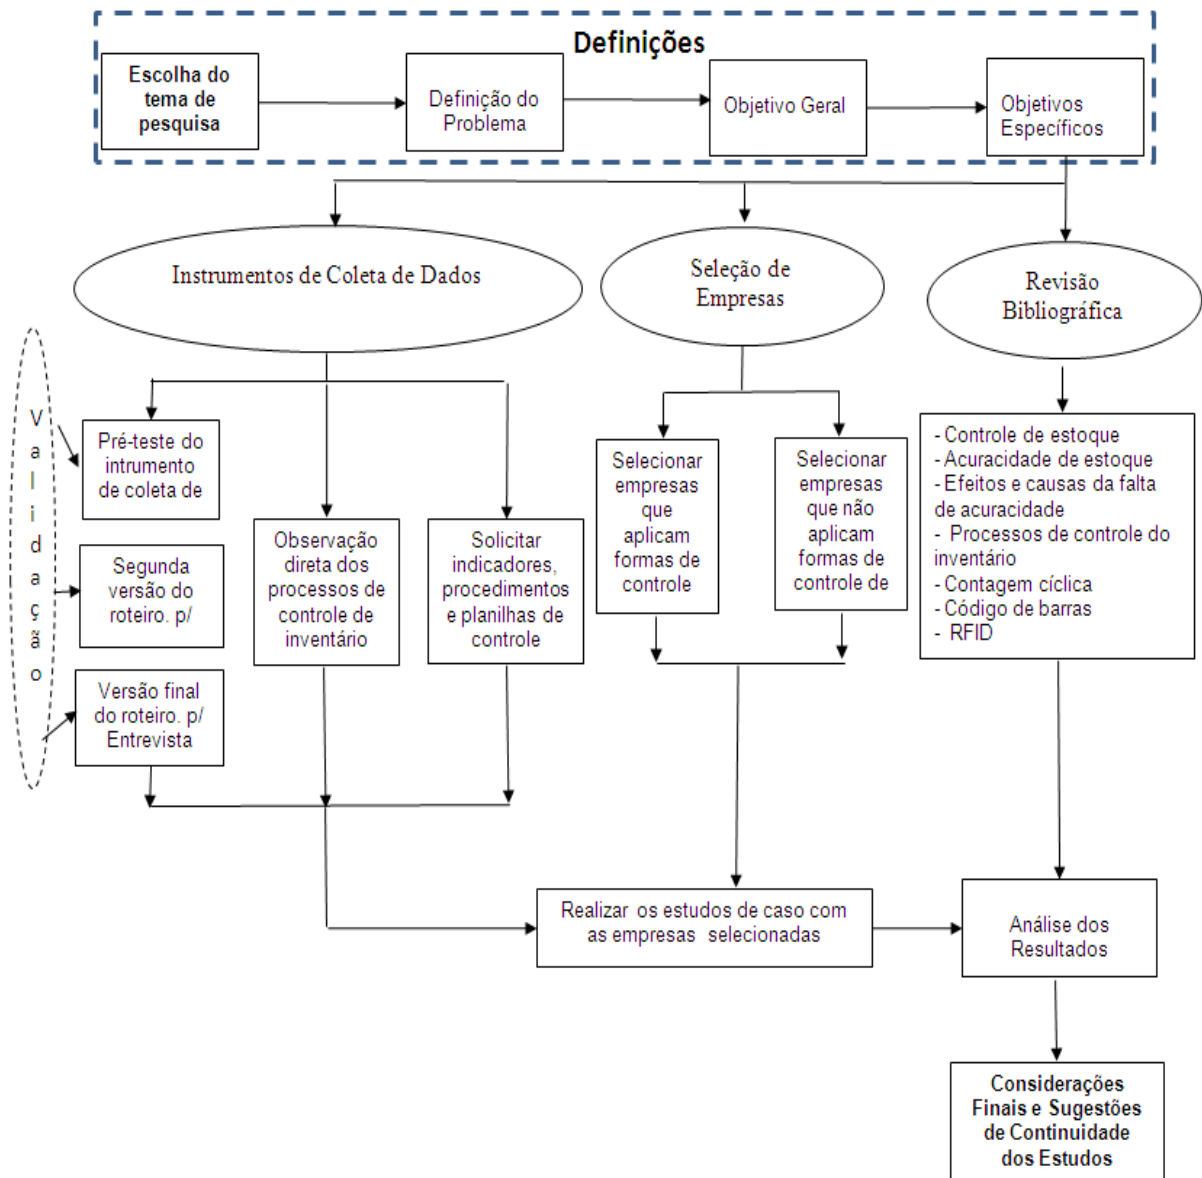 Definições
Escolha do
tema de
pesquisa
Definição do
Problema
Objetivo Geral
Objetivos
Específicos
Instrumentos de Coleta de Dados
Seleção de
Empresas
Revisão
Bibliográfica
Validação
Pré-teste do
intrumento
de coleta de
Segunda
versão do
roteiro. p/
Versão final
do roteiro. p/
Entrevista
Observação
direta dos
processos de
controle de
inventário
Solicitar
indicadores,
procedimentos
e planilhas de
controle
Selecionar
empresas
que
aplicam
formas de
controle
Selecionar
empresas
que não
aplicam
formas de
controle de
- Controle de estoque
- Acuracidade de estoque
- Efeitos e causas da falta
de acuracidade
- Processos de controle do
inventário
- Contagem cíclica
- Código de barras
- RFID
Realizar os estudos de caso com
as empresas selecionadas
Análise dos
Resultados
Considerações
Finais e Sugestões
de Continuidade
dos Estudos